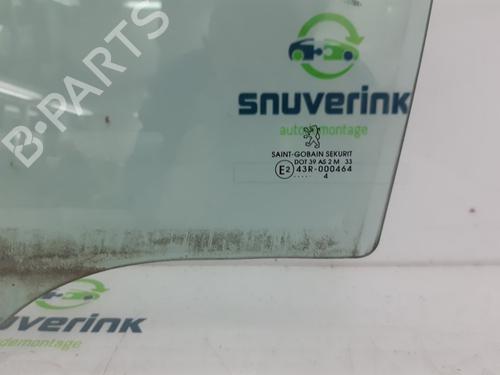 B-PARTS
snuverink
autodemontage
SAINT-GOBAIN SEKURIT
DOT 39 AS 2 M 33
E2 43R-000464
4
snuverink
autodemontage